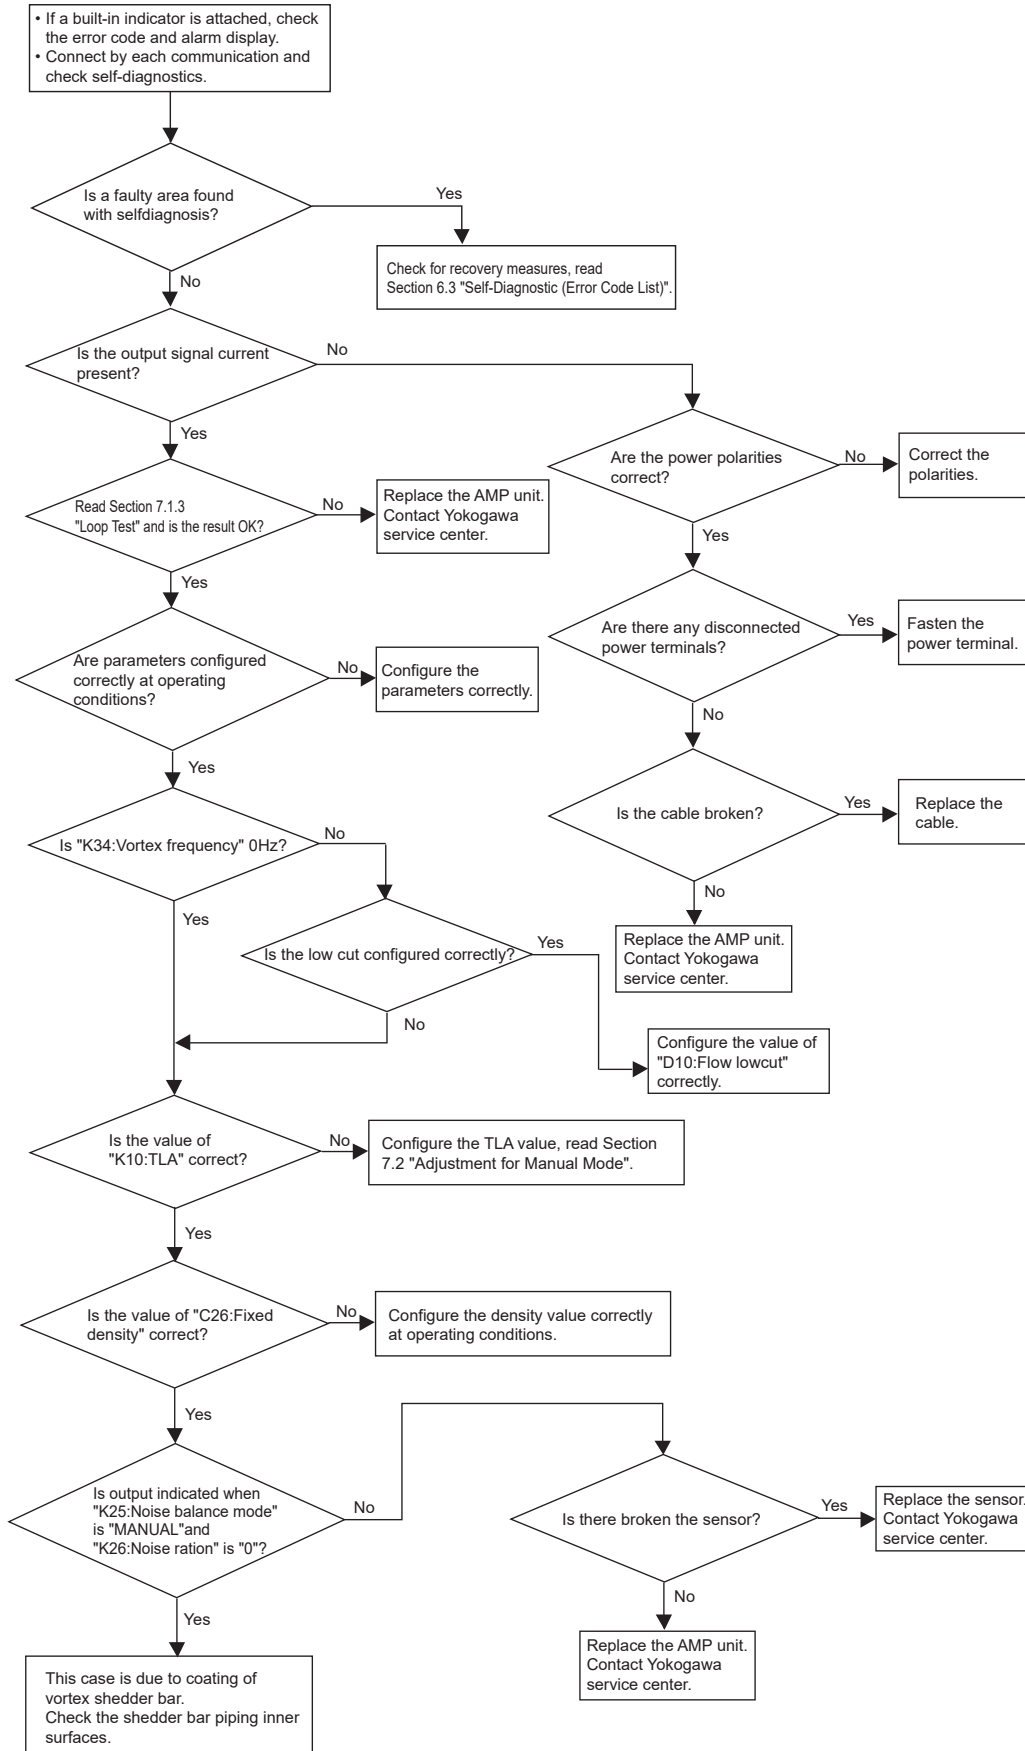 • If a built-in indicator is attached, check
the error code and alarm display.
• Connect by each communication and
check self-diagnostics.
Is a faulty area found
with selfdiagnosis?
Yes
Check for recovery measures, read
Section 6.3 "Self-Diagnostic (Error Code List)".
No
Is the output signal current
present?
No
Yes
Are the power polarities
correct?
No
Correct the
polarities.
Read Section 7.1.3
"Loop Test" and is the result OK?
No
Replace the AMP unit.
Contact Yokogawa
service center.
Yes
Yes
Are there any disconnected
power terminals?
Yes
Fasten the
power terminal.
Are parameters configured
correctly at operating
conditions?
No
Configure the
parameters correctly.
No
Yes
Is the cable broken?
Yes
Replace the
cable.
Is "K34:Vortex frequency" 0Hz?
No
No
Yes
Replace the AMP unit.
Contact Yokogawa
service center.
Is the low cut configured correctly?
Yes
No
Configure the value of
"D10:Flow lowcut"
correctly.
Is the value of
"K10:TLA" correct?
No
Configure the TLA value, read Section
7.2 "Adjustment for Manual Mode".
Yes
Is the value of "C26:Fixed
density" correct?
No
Configure the density value correctly
at operating conditions.
Yes
Is output indicated when
"K25:Noise balance mode"
is "MANUAL"and
"K26:Noise ration" is "0"?
No
Is there broken the sensor?
Yes
Replace the sensor.
Contact Yokogawa
service center.
No
Yes
Replace the AMP unit.
Contact Yokogawa
service center.
This case is due to coating of
vortex shedder bar.
Check the shedder bar piping inner
surfaces.